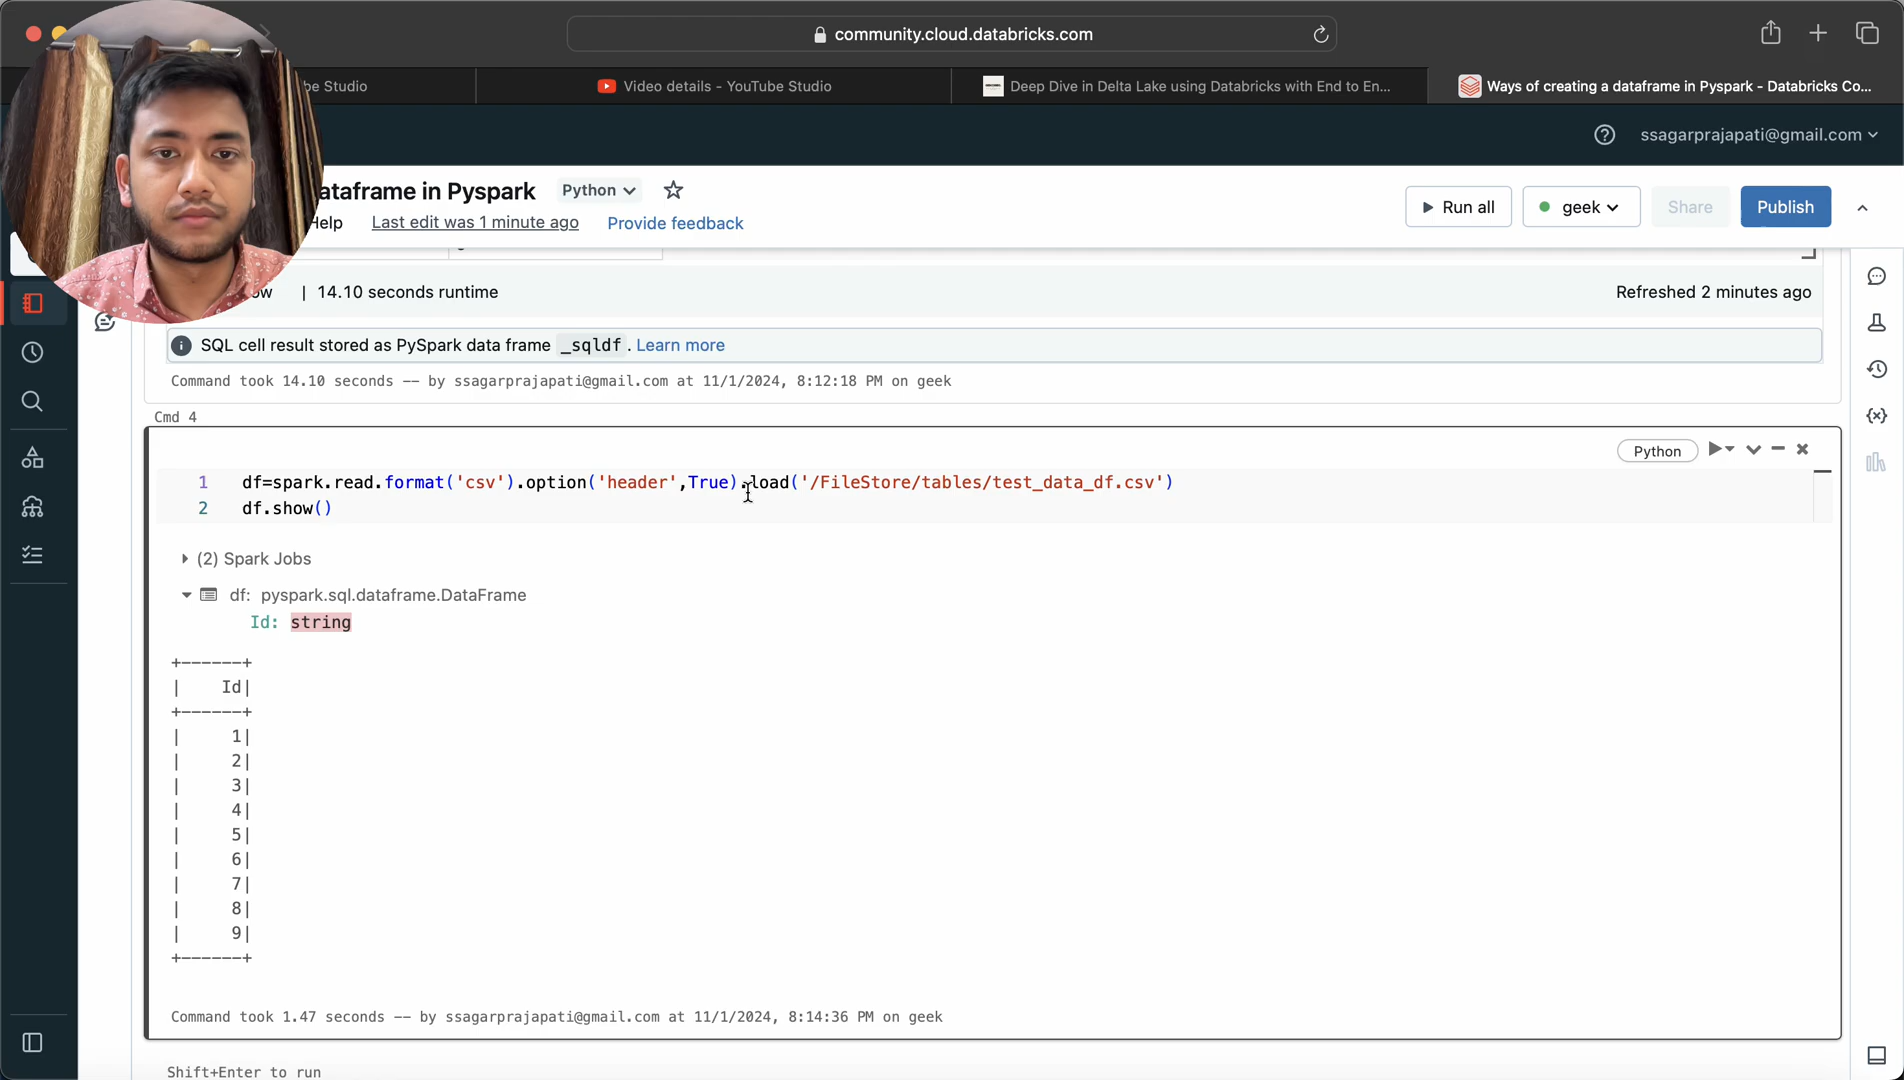 community.cloud.databricks.com
be Studio
Video details - YouTube Studio
Deep Dive in Delta Lake using Databricks with End to En...
Ways of creating a dataframe in Pyspark - Databricks Co...
ssagarprajapati@gmail.com
ataframe in Pyspark
Python
Help
Last edit was 1 minute ago
Provide feedback
Run all
geek
Share
Publish
ow | 14.10 seconds runtime
Refreshed 2 minutes ago
SQL cell result stored as PySpark data frame _sqldf. Learn more
Command took 14.10 seconds -- by ssagarprajapati@gmail.com at 11/1/2024, 8:12:18 PM on geek
Cmd 4
Python
1 df=spark.read.format('csv').option('header',True).load('/FileStore/tables/test_data_df.csv')
2 df.show()
(2) Spark Jobs
df: pyspark.sql.dataframe.DataFrame
Id: string
+------+
|    Id|
+------+
|     1|
|     2|
|     3|
|     4|
|     5|
|     6|
|     7|
|     8|
|     9|
+------+
Command took 1.47 seconds -- by ssagarprajapati@gmail.com at 11/1/2024, 8:14:36 PM on geek
Shift+Enter to run